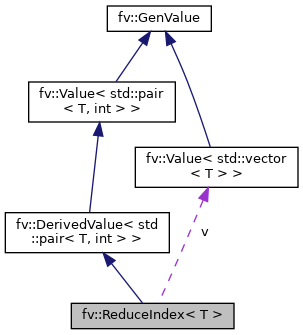 fv::GenValue
fv::Value< std::pair
< T, int > >
fv::Value< std::vector
< T > >
fv::DerivedValue< std
::pair< T, int > >
v
fv::ReduceIndex< T >